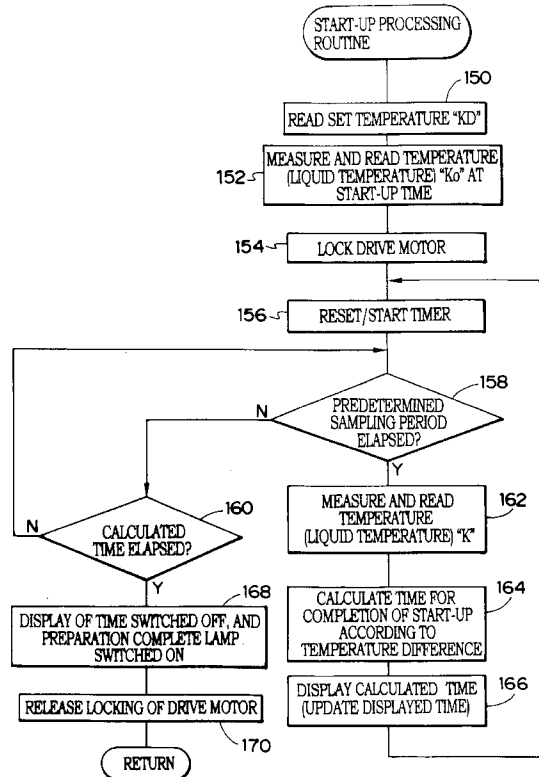 START-UP PROCESSING
ROUTINE
150
READ SET TEMPERATURE "KD"
MEASURE AND READ TEMPERATURE
(LIQUID TEMPERATURE) "Ko" AT
START-UP TIME
152
154
LOCK DRIVE MOTOR
156
RESET/START TIMER
158
N
PREDETERMINED
SAMPLING PERIOD
ELAPSED?
Y
160
N
CALCULATED
TIME ELAPSED?
Y
MEASURE AND READ
TEMPERATURE
(LIQUID TEMPERATURE) "K"
162
168
DISPLAY OF TIME SWITCHED OFF, AND
PREPARATION COMPLETE LAMP
SWITCHED ON
CALCULATE TIME FOR
COMPLETION OF START-UP
ACCORDING TO
TEMPERATURE DIFFERENCE
164
DISPLAY CALCULATED TIME
(UPDATE DISPLAYED TIME)
166
RELEASE LOCKING OF DRIVE MOTOR
170
RETURN